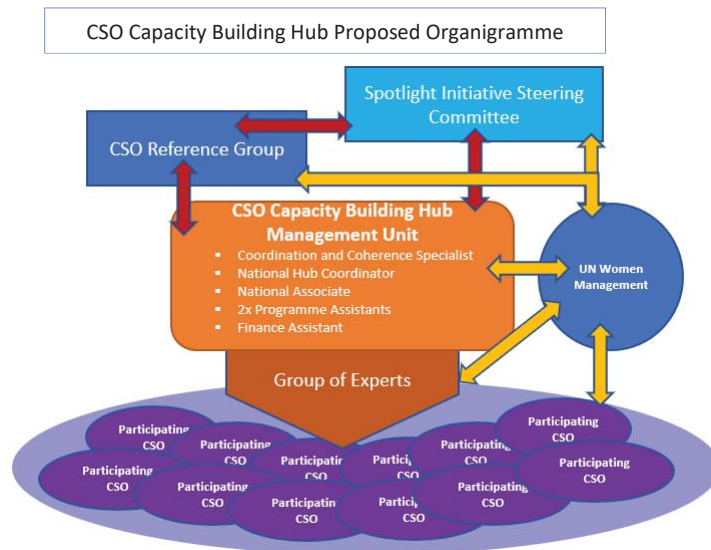 CSO Capacity Building Hub Proposed Organigramme
Spotlight Initiative Steering
Committee
CSO Reference Group
CSO Capacity Building Hub
Management Unit
▪ Coordination and Coherence Specialist
▪ National Hub Coordinator
▪ National Associate
▪ 2x Programme Assistants
▪ Finance Assistant
UN Women
Management
Group of Experts
Participating
CSO
Participating
CSO
Participating
CSO
CSO
Participating
CSO
Participating
CSO
Participating
CSO
Participating
CSO
Participating
CSO
Participating
CSO
Participating
CSO
Participating
CSO